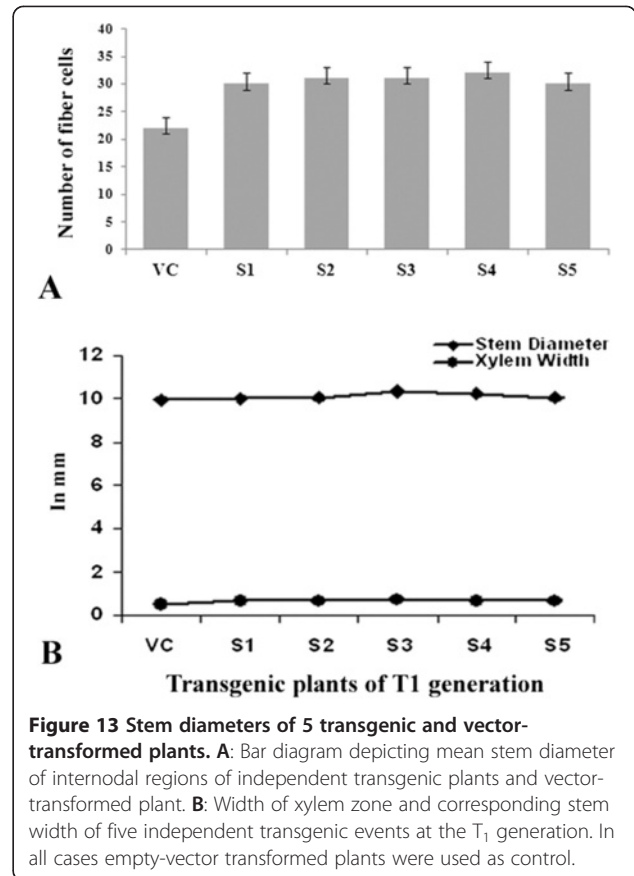 40
35
30
25
20
15
10
5
0
Number of fiber cells
VC S1 S2 S3 S4 S5
A
Stem Diameter
Xylem Width
12
10
8
6
4
2
0
In mm
VC S1 S2 S3 S4 S5
B
Transgenic plants of T1 generation
Figure 13 Stem diameters of 5 transgenic and vector-
transformed plants. A: Bar diagram depicting mean stem diameter
of internodal regions of independent transgenic plants and vector-
transformed plant. B: Width of xylem zone and corresponding stem
width of five independent transgenic events at the T₁ generation. In
all cases empty-vector transformed plants were used as control.